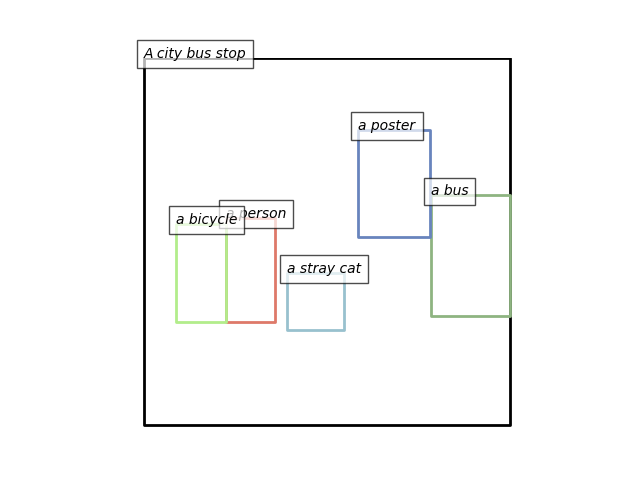 A city bus stop
a poster
a bus
a person
a bicycle
a stray cat